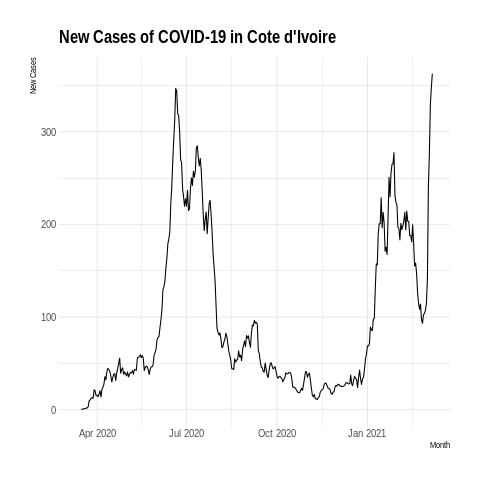 New Cases of COVID-19 in Cote d'Ivoire
New Cases
300
200
100
0
Apr 2020 Jul 2020 Oct 2020 Jan 2021
Month